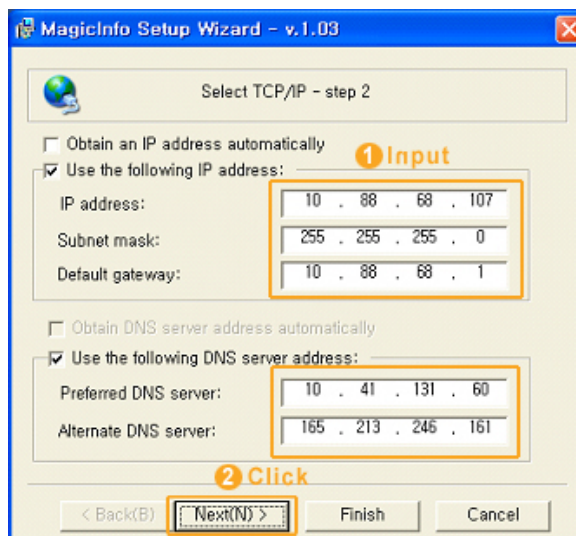 MagicInfo Setup Wizard - v.1.03
Select TCP/IP - step 2
Obtain an IP address automatically
1 Input
Use the following IP address:
IP address: 10 . 88 . 68 . 107
Subnet mask: 255 . 255 . 255 . 0
Default gateway: 10 . 88 . 68 . 1
Obtain DNS server address automatically
Use the following DNS server address:
Preferred DNS server: 10 . 41 . 131 . 60
Alternate DNS server: 165 . 213 . 246 . 161
2 Click
< Back(B) Next(N) > Finish Cancel